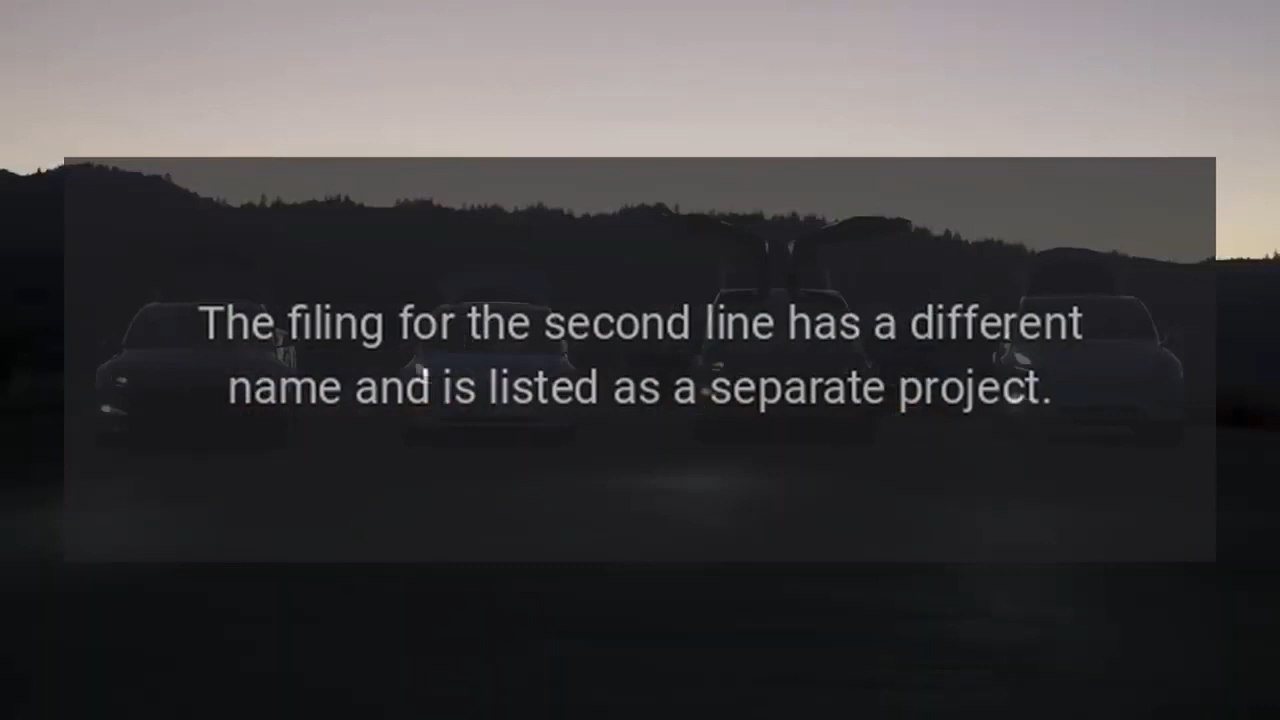 The filing for the second line has a different
name and is listed as a separate project.